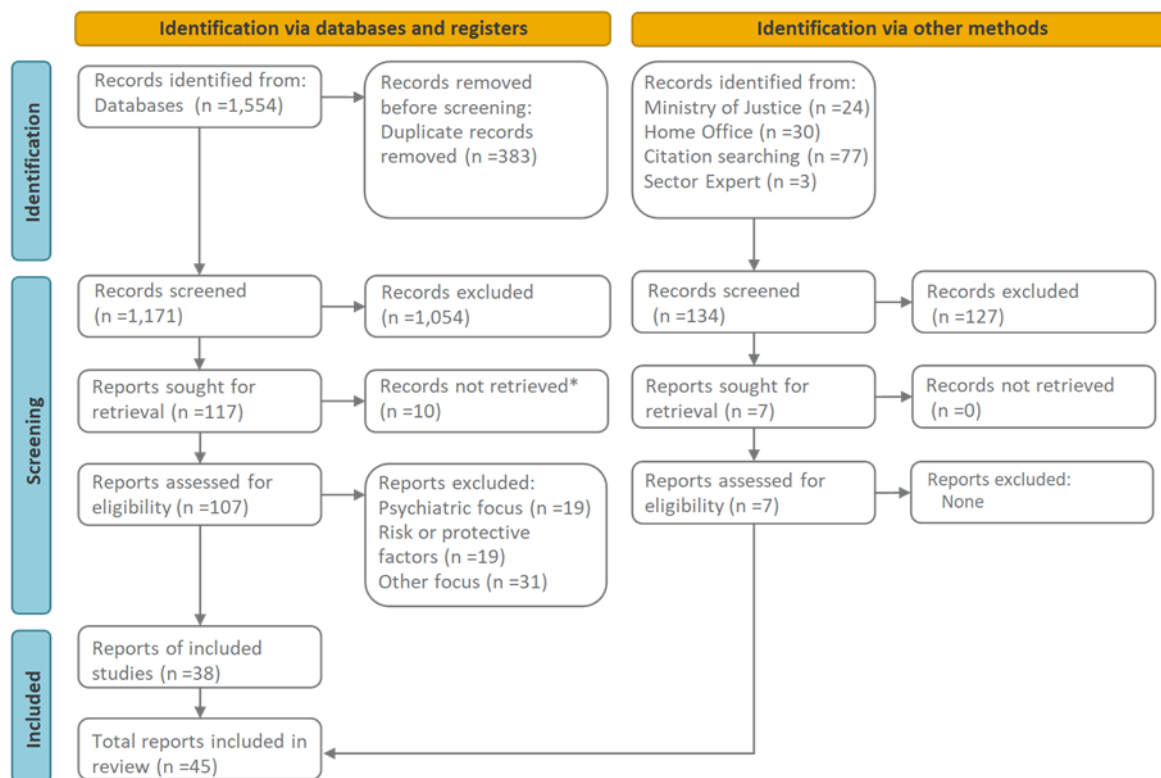 Identification via databases and registers
Identification via other methods
Identification
Records identified from:
Databases (n =1,554)
Records removed
before screening:
Duplicate records
removed (n =383)
Records identified from:
Ministry of Justice (n =24)
Home Office (n =30)
Citation searching (n =77)
Sector Expert (n =3)
Screening
Records screened
(n =1,171)
Records excluded
(n =1,054)
Records screened
(n =134)
Records excluded
(n =127)
Reports sought for
retrieval (n =117)
Records not retrieved*
(n =10)
Reports sought for
retrieval (n =7)
Records not retrieved
(n =0)
Reports assessed for
eligibility (n =107)
Reports excluded:
Psychiatric focus (n =19)
Risk or protective
factors (n =19)
Other focus (n =31)
Reports assessed for
eligibility (n =7)
Reports excluded:
None
Included
Reports of included
studies (n =38)
Total reports included in
review (n =45)